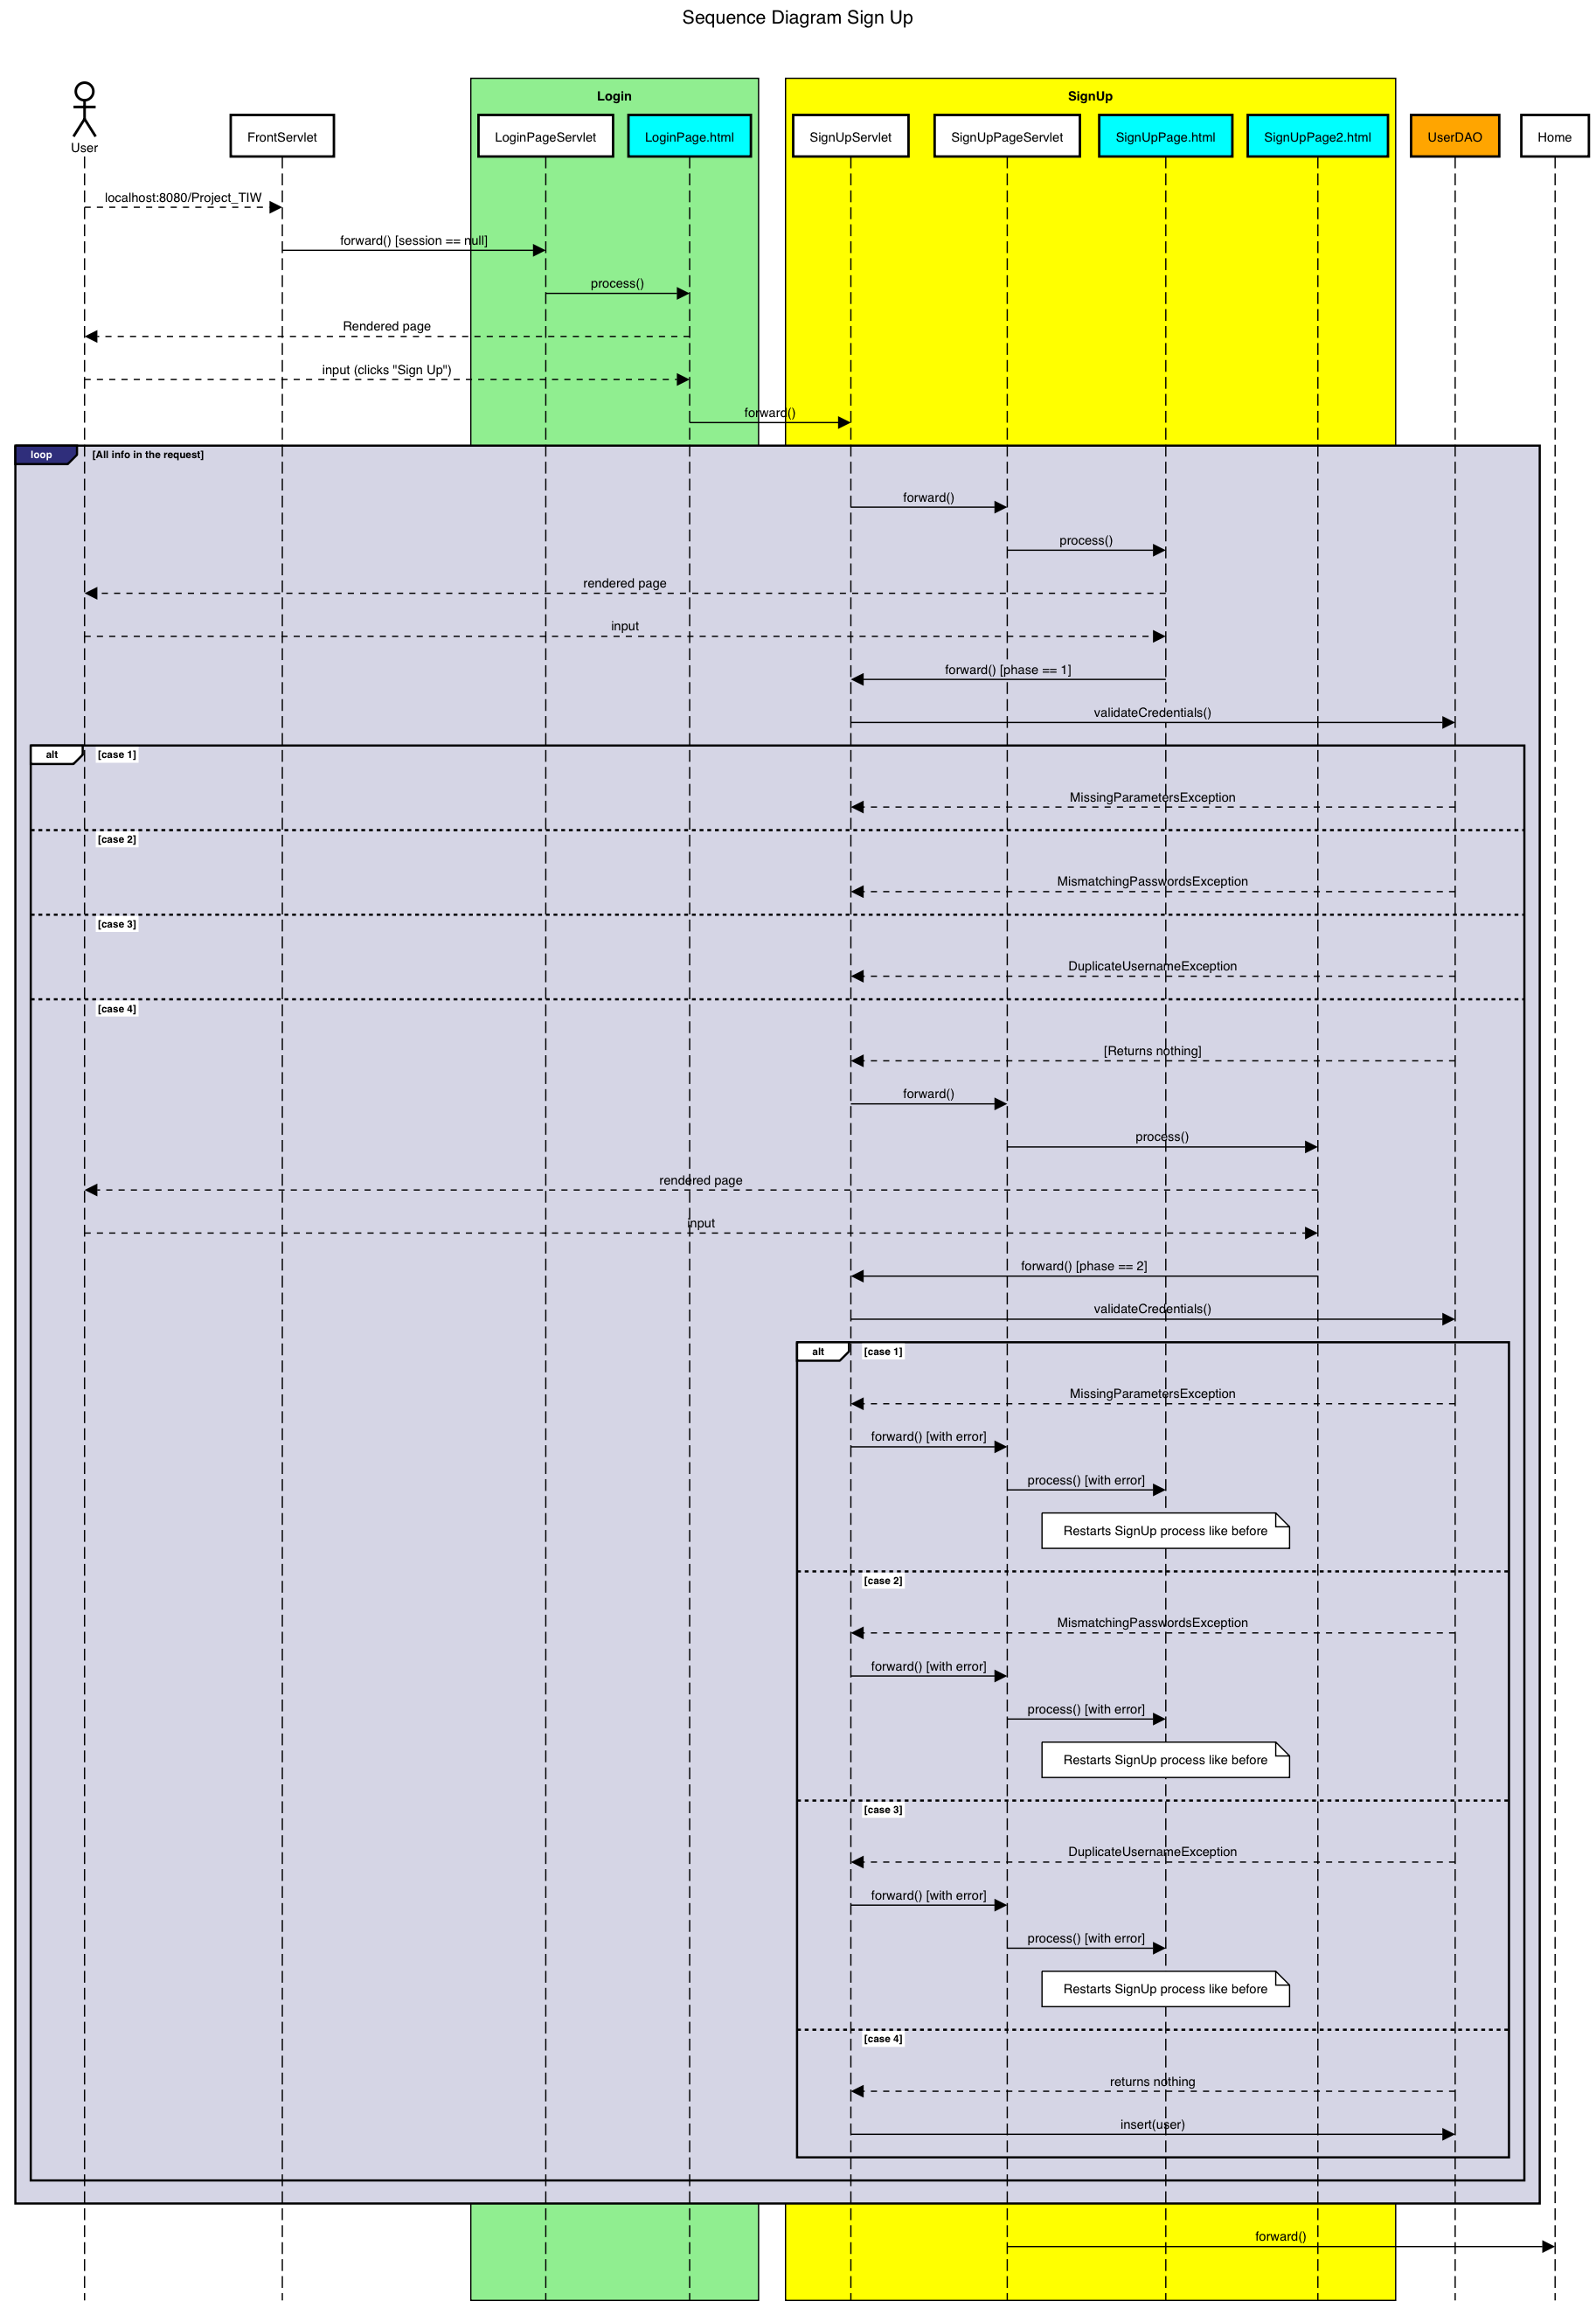 Sequence Diagram Sign Up
Login
SignUp
User
FrontServlet
LoginPageServlet
LoginPage.html
SignUpServlet
SignUpPageServlet
SignUpPage.html
SignUpPage2.html
UserDAO
Home
localhost:8080/Project_TIW
forward() [session == null]
process()
Rendered page
input (clicks "Sign Up")
forward()
loop
[All info in the request]
forward()
process()
rendered page
input
forward() [phase == 1]
validateCredentials()
alt
[case 1]
MissingParametersException
[case 2]
MismatchingPasswordsException
[case 3]
DuplicateUsernameException
[case 4]
[Returns nothing]
forward()
process()
rendered page
input
forward() [phase == 2]
validateCredentials()
alt
[case 1]
MissingParametersException
forward() [with error]
process() [with error]
Restarts SignUp process like before
[case 2]
MismatchingPasswordsException
forward() [with error]
process() [with error]
Restarts SignUp process like before
[case 3]
DuplicateUsernameException
forward() [with error]
process() [with error]
Restarts SignUp process like before
[case 4]
returns nothing
insert(user)
forward()